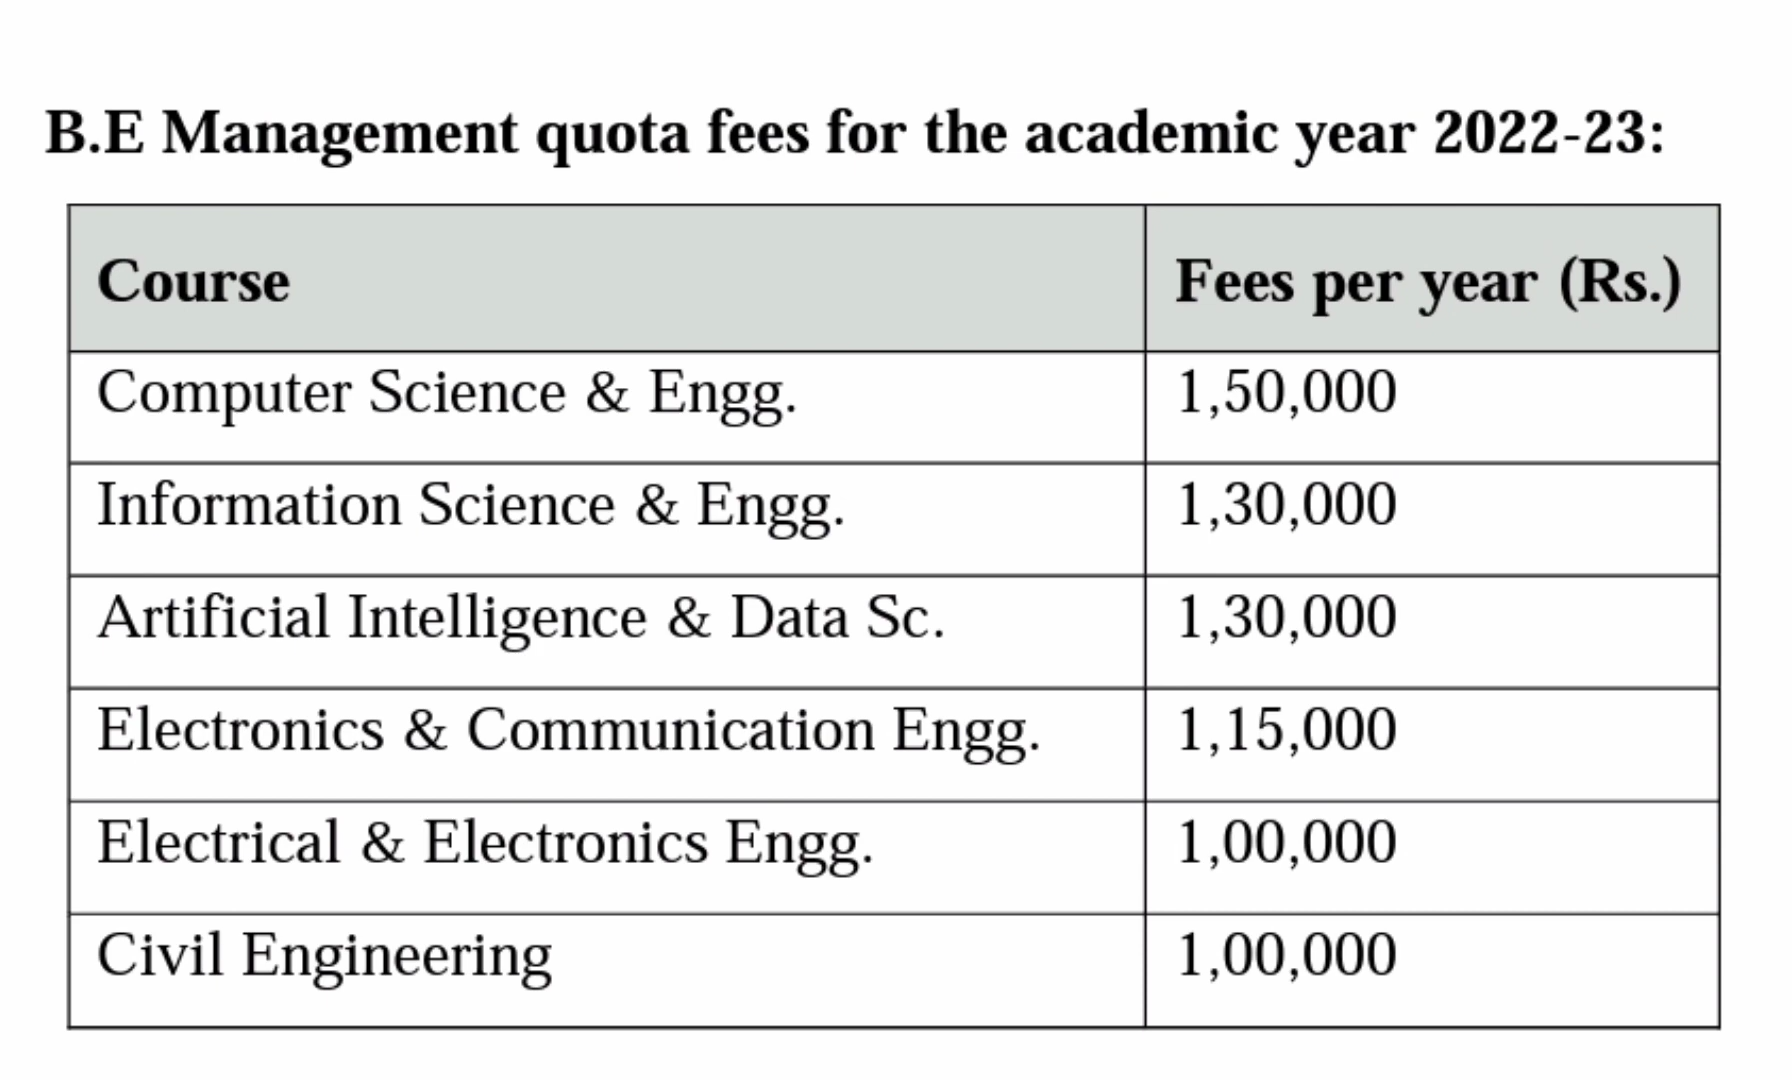 B.E Management quota fees for the academic year 2022-23:
Course Fees per year (Rs.)
Computer Science & Engg. 1,50,000
Information Science & Engg. 1,30,000
Artificial Intelligence & Data Sc. 1,30,000
Electronics & Communication Engg. 1,15,000
Electrical & Electronics Engg. 1,00,000
Civil Engineering 1,00,000